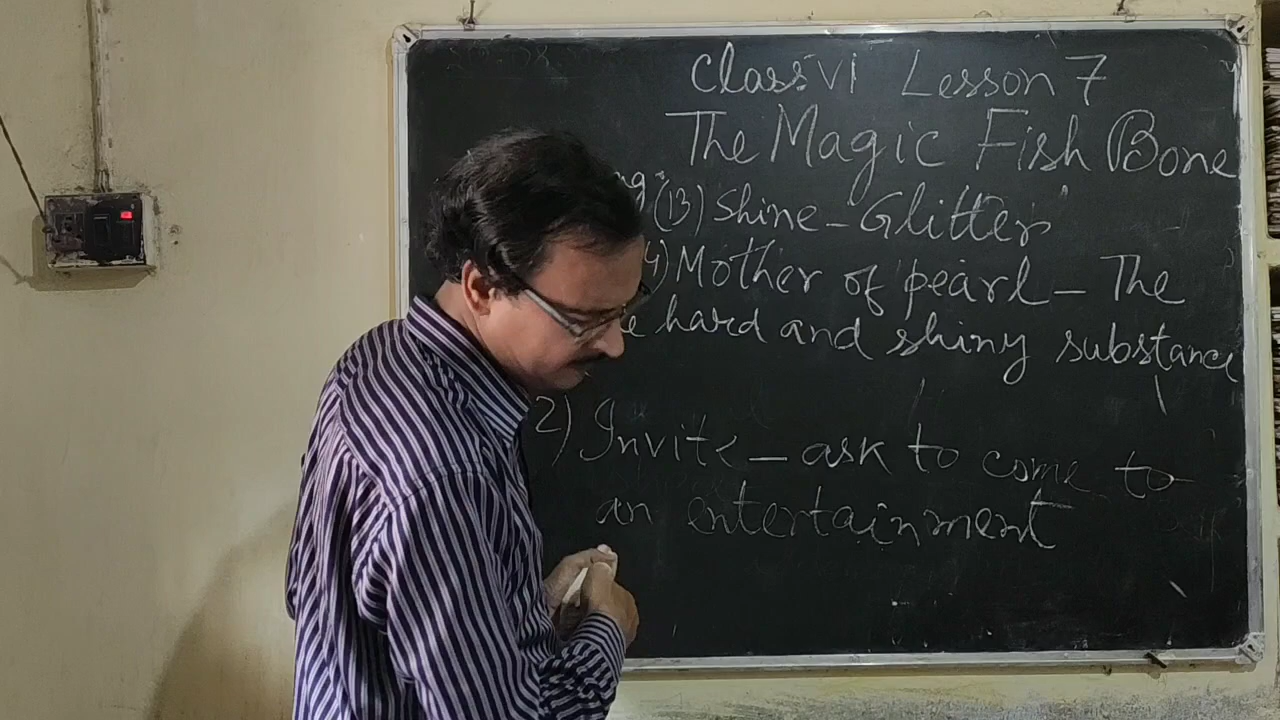 Class VI Lesson 7
The Magic Fish Bone
(13) Shine - Glitter
4) Mother of pearl - The
hard and shiny substance
2) Invite - ask to come to
an entertainment